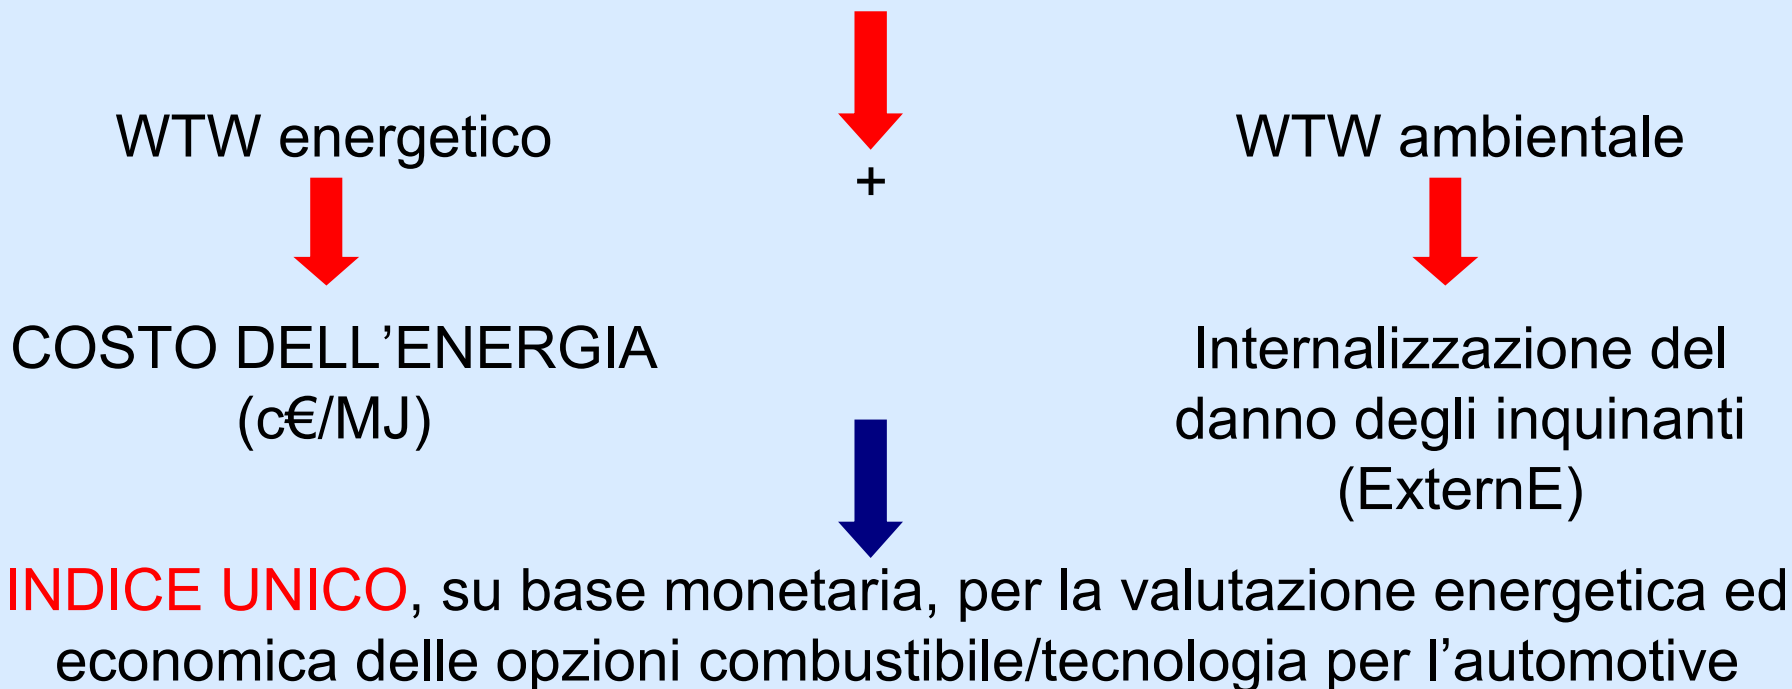 WTW energetico
+
WTW ambientale
COSTO DELL’ENERGIA
(c€/MJ)
Internalizzazione del
danno degli inquinanti
(ExternE)
INDICE UNICO, su base monetaria, per la valutazione energetica ed
economica delle opzioni combustibile/tecnologia per l’automotive